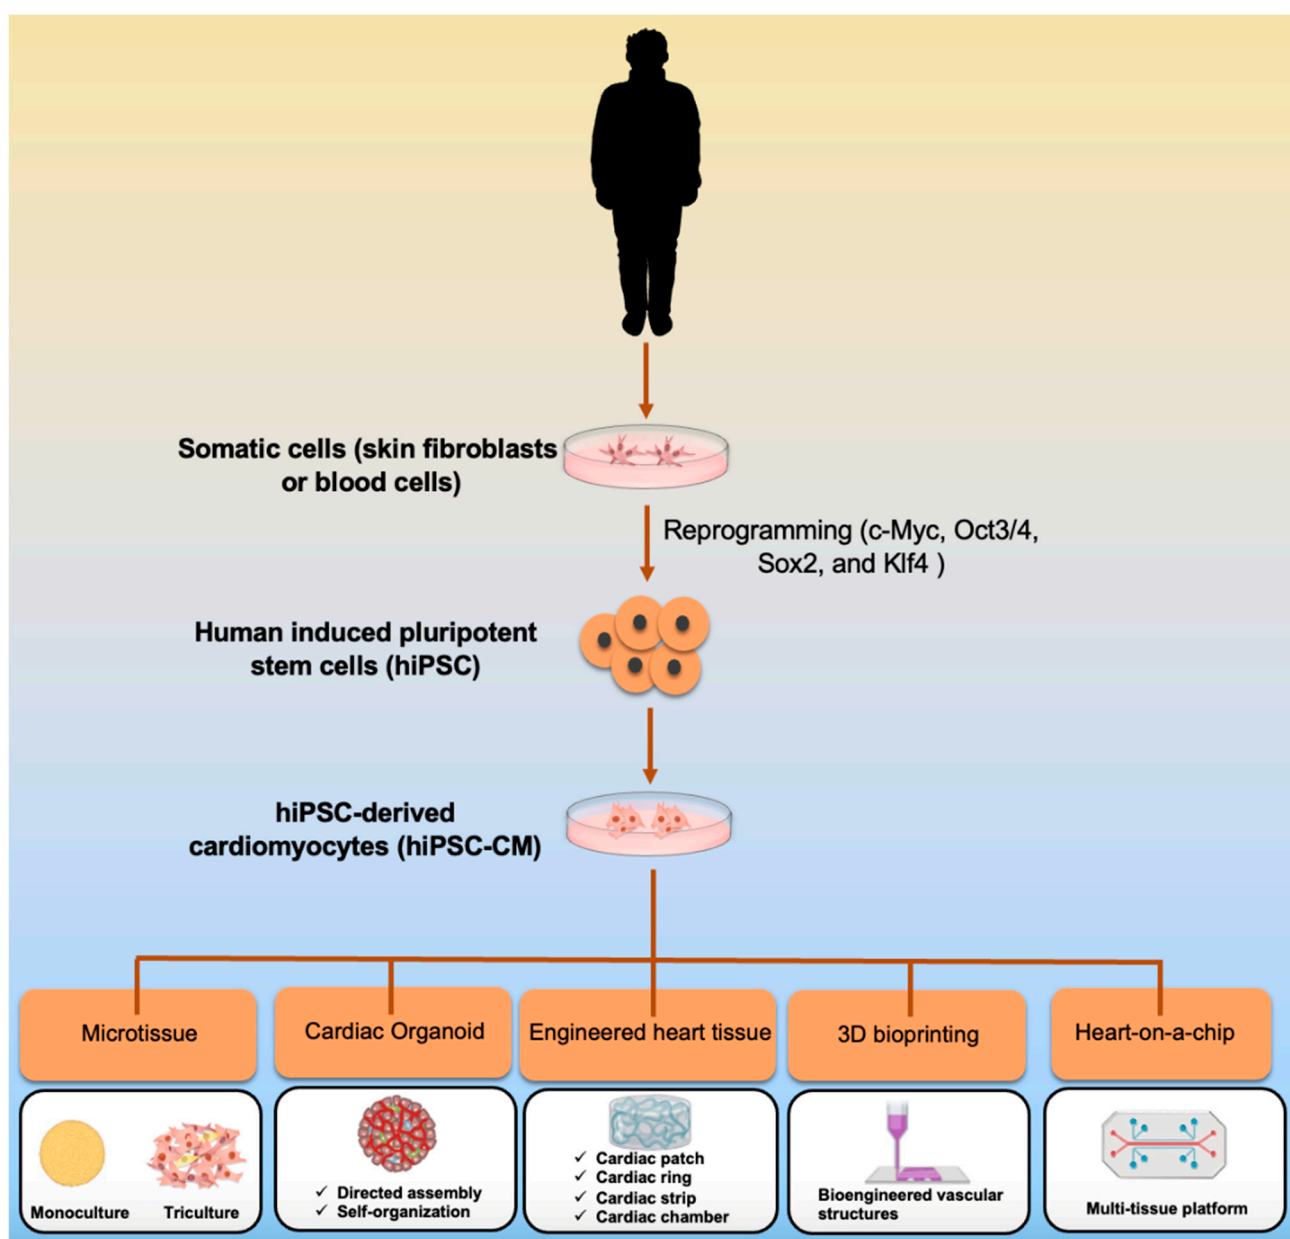 Somatic cells (skin fibroblasts
or blood cells)
Reprogramming (c-Myc, Oct3/4,
Sox2, and Klf4 )
Human induced pluripotent
stem cells (hiPSC)
hiPSC-derived
cardiomyocytes (hiPSC-CM)
Microtissue
Cardiac Organoid
Engineered heart tissue
3D bioprinting
Heart-on-a-chip
Monoculture
Triculture
✓ Directed assembly
✓ Self-organization
✓ Cardiac patch
✓ Cardiac ring
✓ Cardiac strip
✓ Cardiac chamber
Bioengineered vascular
structures
Multi-tissue platform